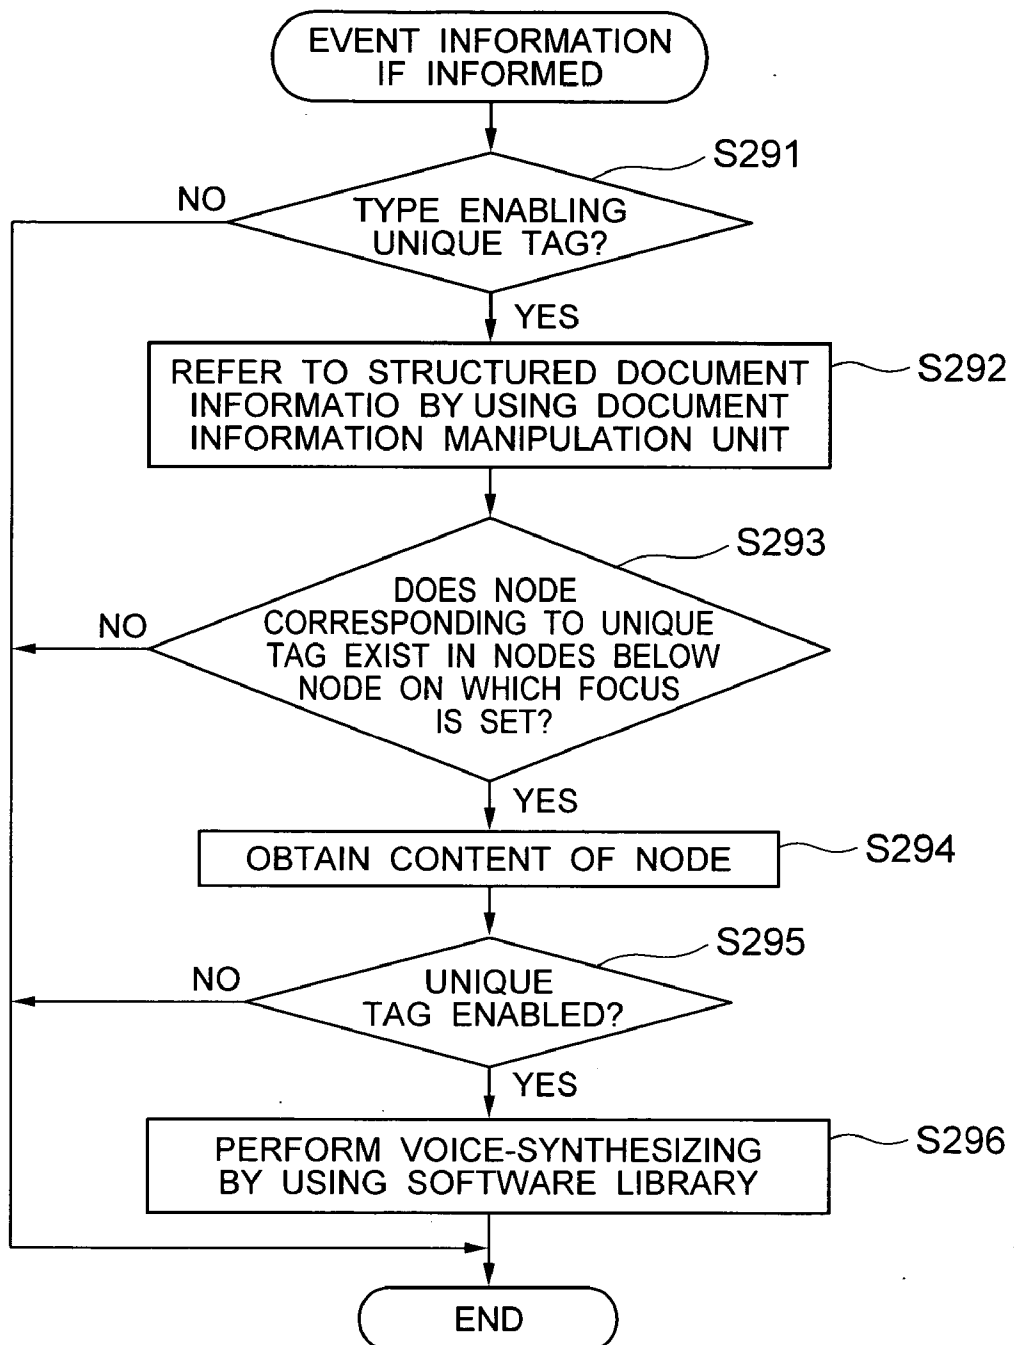 EVENT INFORMATION
IF INFORMED
S291
NO
TYPE ENABLING
UNIQUE TAG?
YES
S292
REFER TO STRUCTURED DOCUMENT
INFORMATIO BY USING DOCUMENT
INFORMATION MANIPULATION UNIT
S293
DOES NODE
CORRESPONDING TO UNIQUE
TAG EXIST IN NODES BELOW
NODE ON WHICH FOCUS
IS SET?
NO
YES
OBTAIN CONTENT OF NODE
S294
S295
NO
UNIQUE
TAG ENABLED?
YES
S296
PERFORM VOICE-SYNTHESIZING
BY USING SOFTWARE LIBRARY
END